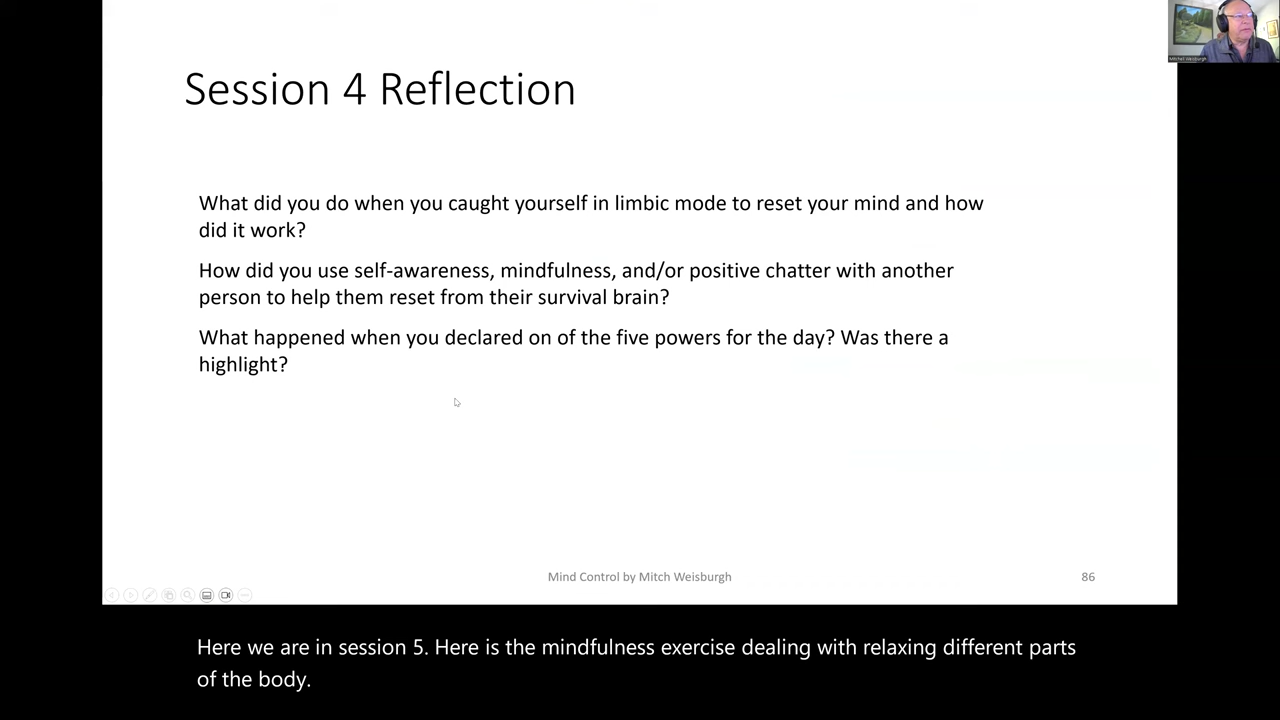 Session 4 Reflection
What did you do when you caught yourself in limbic mode to reset your mind and how
did it work?
How did you use self-awareness, mindfulness, and/or positive chatter with another
person to help them reset from their survival brain?
What happened when you declared on of the five powers for the day? Was there a
highlight?
Mind Control by Mitch Weisburgh
86
Here we are in session 5. Here is the mindfulness exercise dealing with relaxing different parts
of the body.
Mitchell Weisburgh